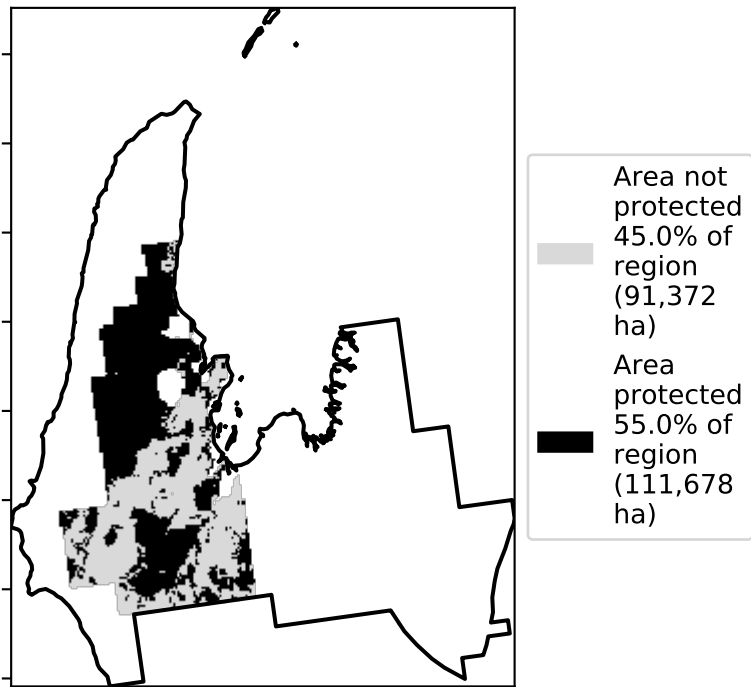 Area not
protected
45.0% of
region
(91,372
ha)
Area
protected
55.0% of
region
(111,678
ha)